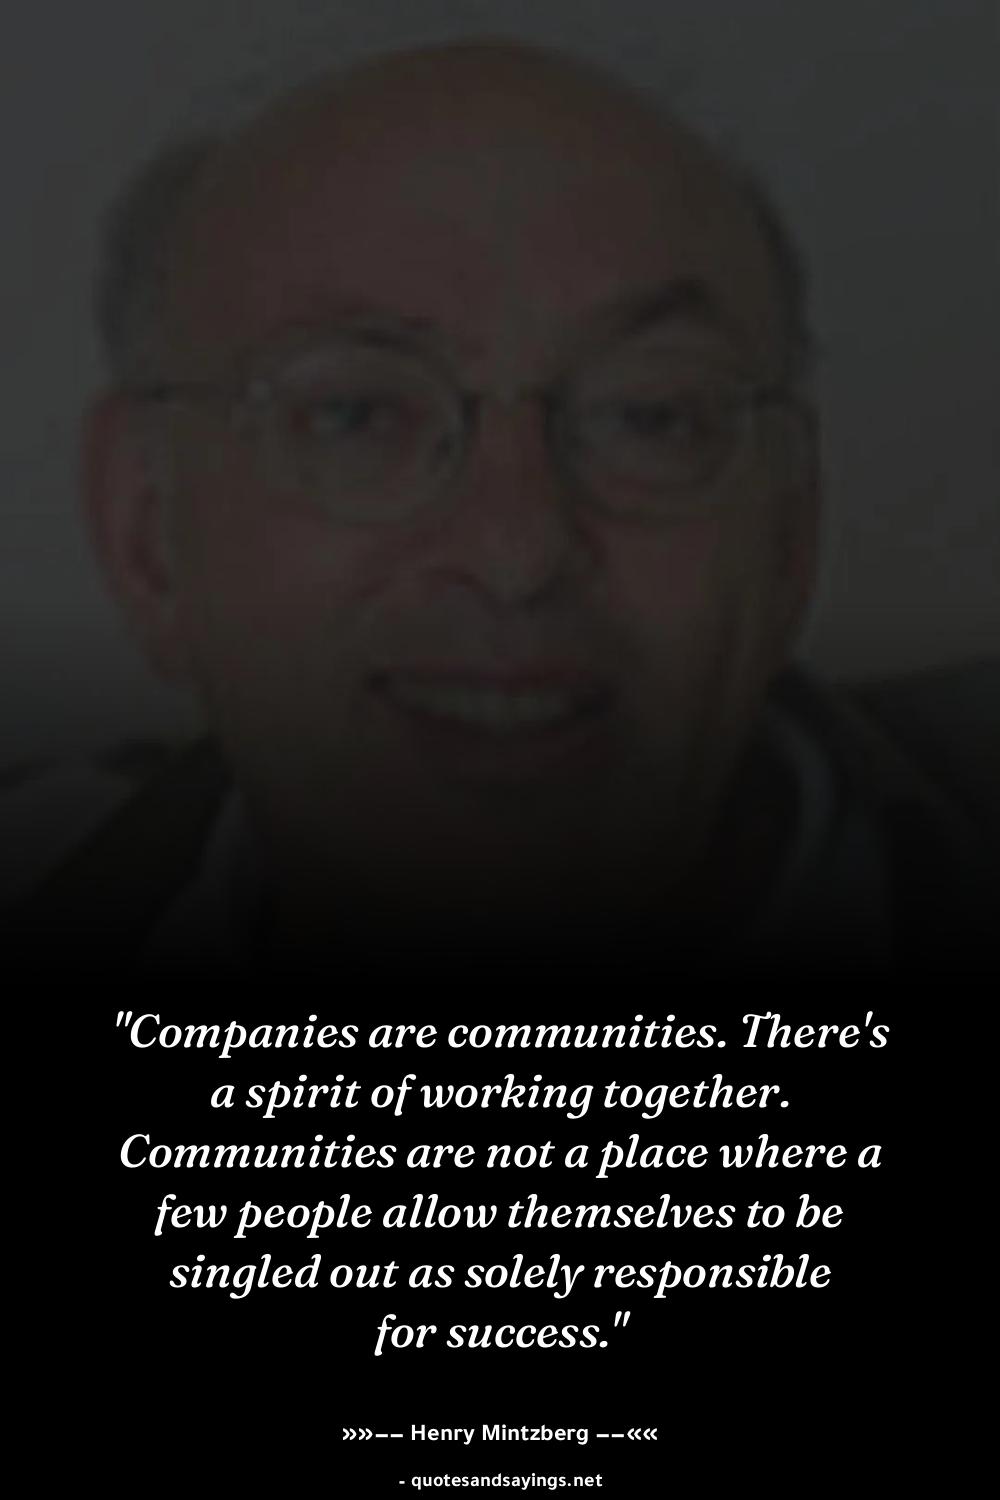 "Companies are communities. There's
a spirit of working together.
Communities are not a place where a
few people allow themselves to be
singled out as solely responsible
for success."
»»−− Henry Mintzberg −−««
- quotesandsayings.net